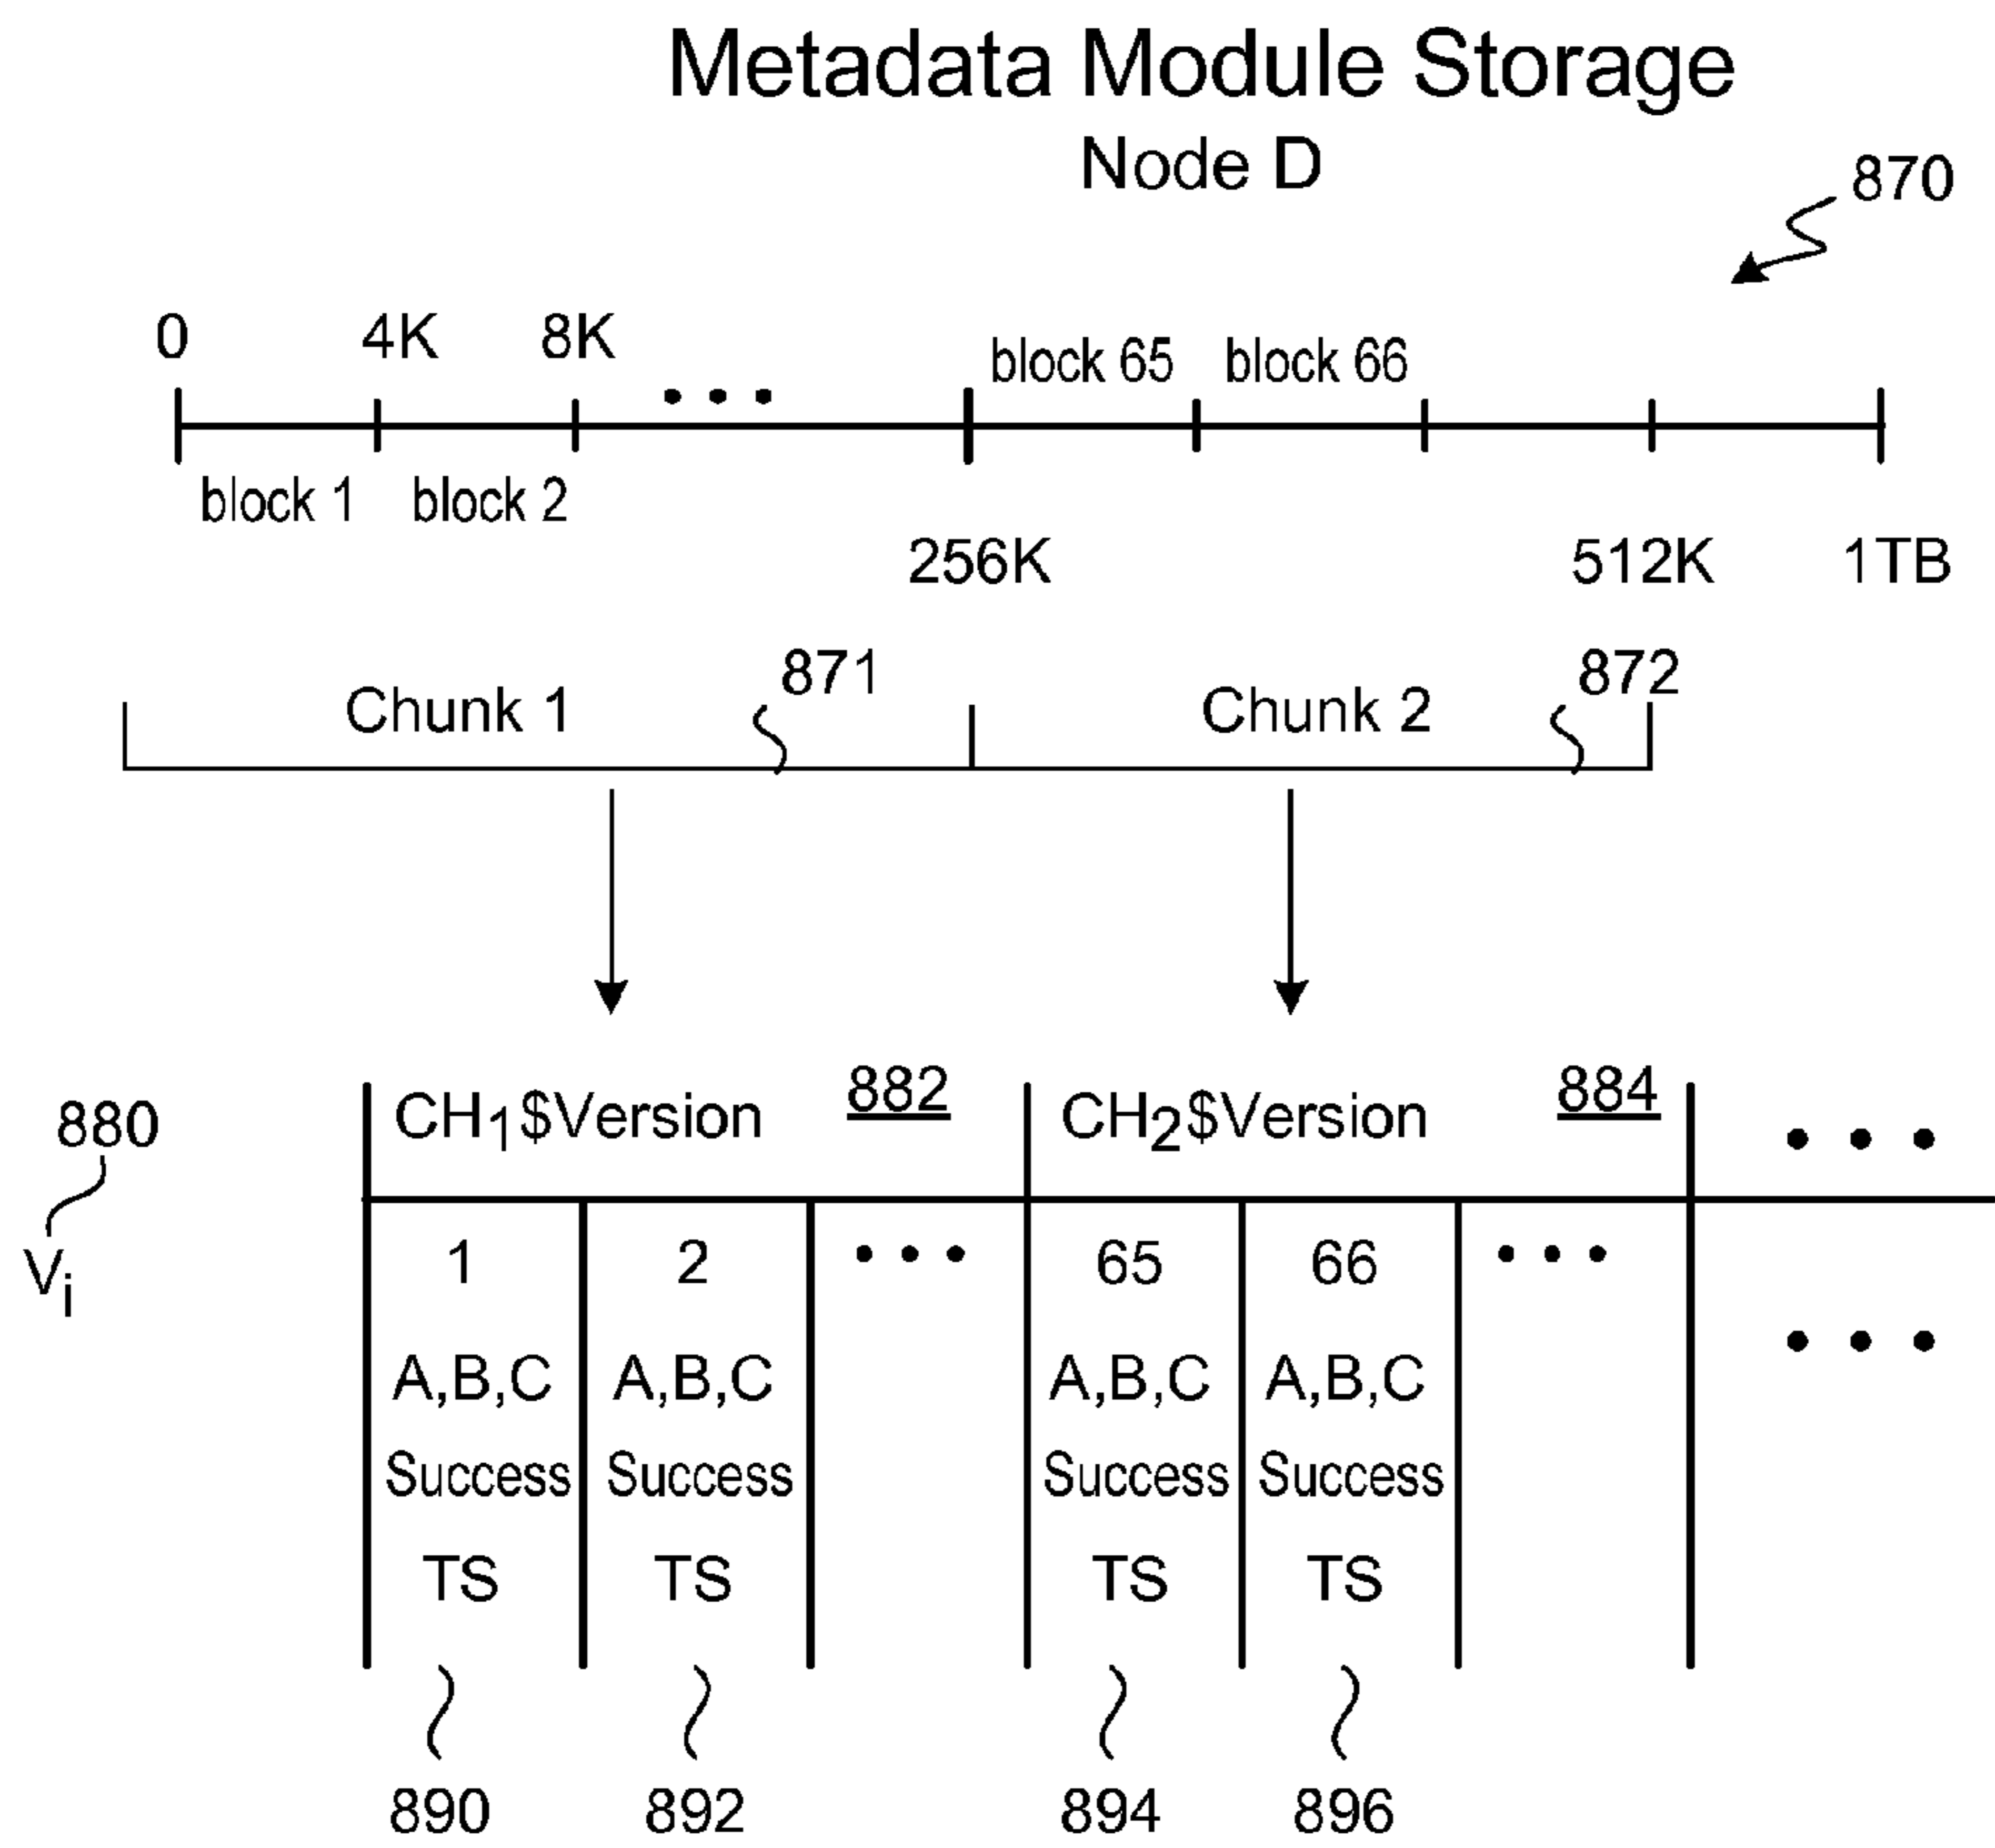 Metadata Module Storage
Node D
870
0 4K 8K block 65 block 66
block 1 block 2
256K 512K 1TB
871 872
Chunk 1 Chunk 2
880
CH1$Version 882 CH2$Version 884 • • •
Vi
1 2 • • • 65 66 • • •
A,B,C A,B,C A,B,C A,B,C • • •
Success Success Success Success
TS TS TS TS
890 892 894 896